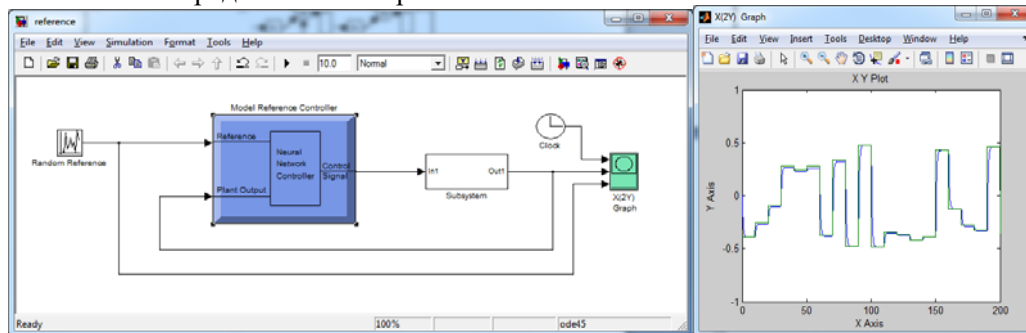 reference
File Edit View Simulation Format Tools Help
10.0 Normal
Model Reference Controller
Random Reference
Reference
Plant Output
Neural
Network
Controller
Control
Signal
In1 Out1
Subsystem
Clock
X(2Y)
Graph
Ready 100% ode45
X(2Y) Graph
File Edit View Insert Tools Desktop Window Help
X Y Plot
Y Axis
1
0.5
0
-0.5
-1
0 50 100 150 200
X Axis